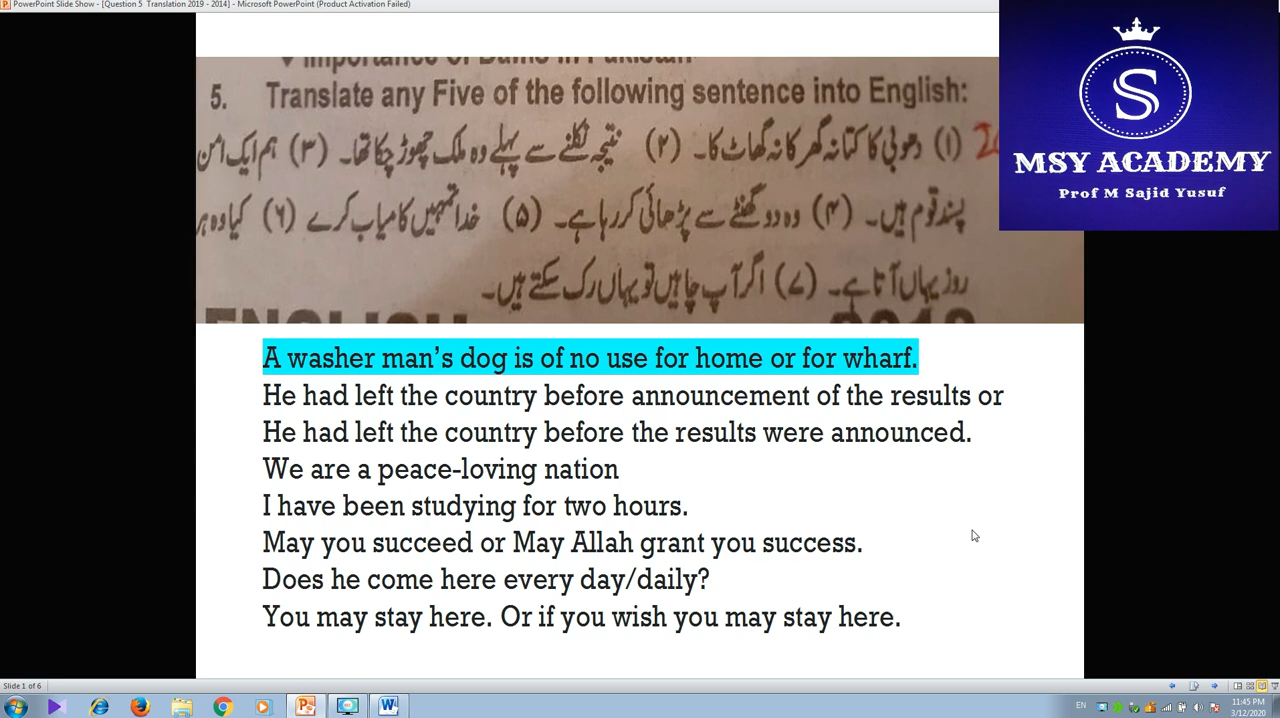 PowerPoint Slide Show - [Question 5 Translation 2019 - 2014] - Microsoft PowerPoint (Product Activation Failed)
MSY ACADEMY
Prof M Sajid Yusuf
Importance of Dams in Pakistan
5. Translate any Five of the following sentence into English:
(۱) دھوبی کا کتا نہ گھر کا نہ گھاٹ کا۔ (۲) نتیجہ نکلنے سے پہلے وہ ملک چھوڑ چکا تھا۔ (۳) ہم ایک امن
پسند قوم ہیں۔ (۴) وہ دو گھنٹے سے پڑھائی کر رہا ہے۔ (۵) خدا تمہیں کامیاب کرے (۶) کیا وہ ہر
روز یہاں آتا ہے۔ (۷) اگر آپ چاہیں تو یہاں رک سکتے ہیں۔
ENGLISH
A washer man’s dog is of no use for home or for wharf.
He had left the country before announcement of the results or
He had left the country before the results were announced.
We are a peace-loving nation
I have been studying for two hours.
May you succeed or May Allah grant you success.
Does he come here every day/daily?
You may stay here. Or if you wish you may stay here.
Slide 1 of 6
EN
11:45 PM
3/12/2020